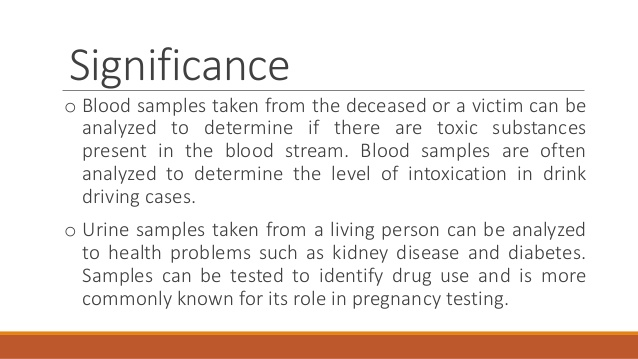 Significance
o Blood samples taken from the deceased or a victim can be
analyzed to determine if there are toxic substances
present in the blood stream. Blood samples are often
analyzed to determine the level of intoxication in drink
driving cases.
o Urine samples taken from a living person can be analyzed
to health problems such as kidney disease and diabetes.
Samples can be tested to identify drug use and is more
commonly known for its role in pregnancy testing.